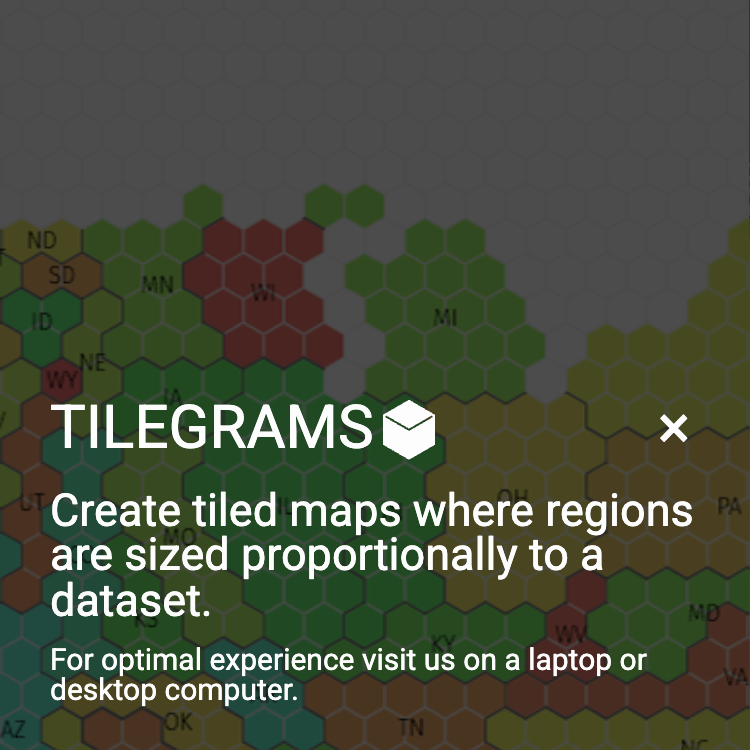 ND
SD
MN
WI
ID
MI
NE
WY
IA
TILEGRAMS
×
UT
OH
PA
Create tiled maps where regions
are sized proportionally to a
dataset.
MO
KS
KY
WV
MD
For optimal experience visit us on a laptop or
desktop computer.
VA
AZ
OK
TN
NC